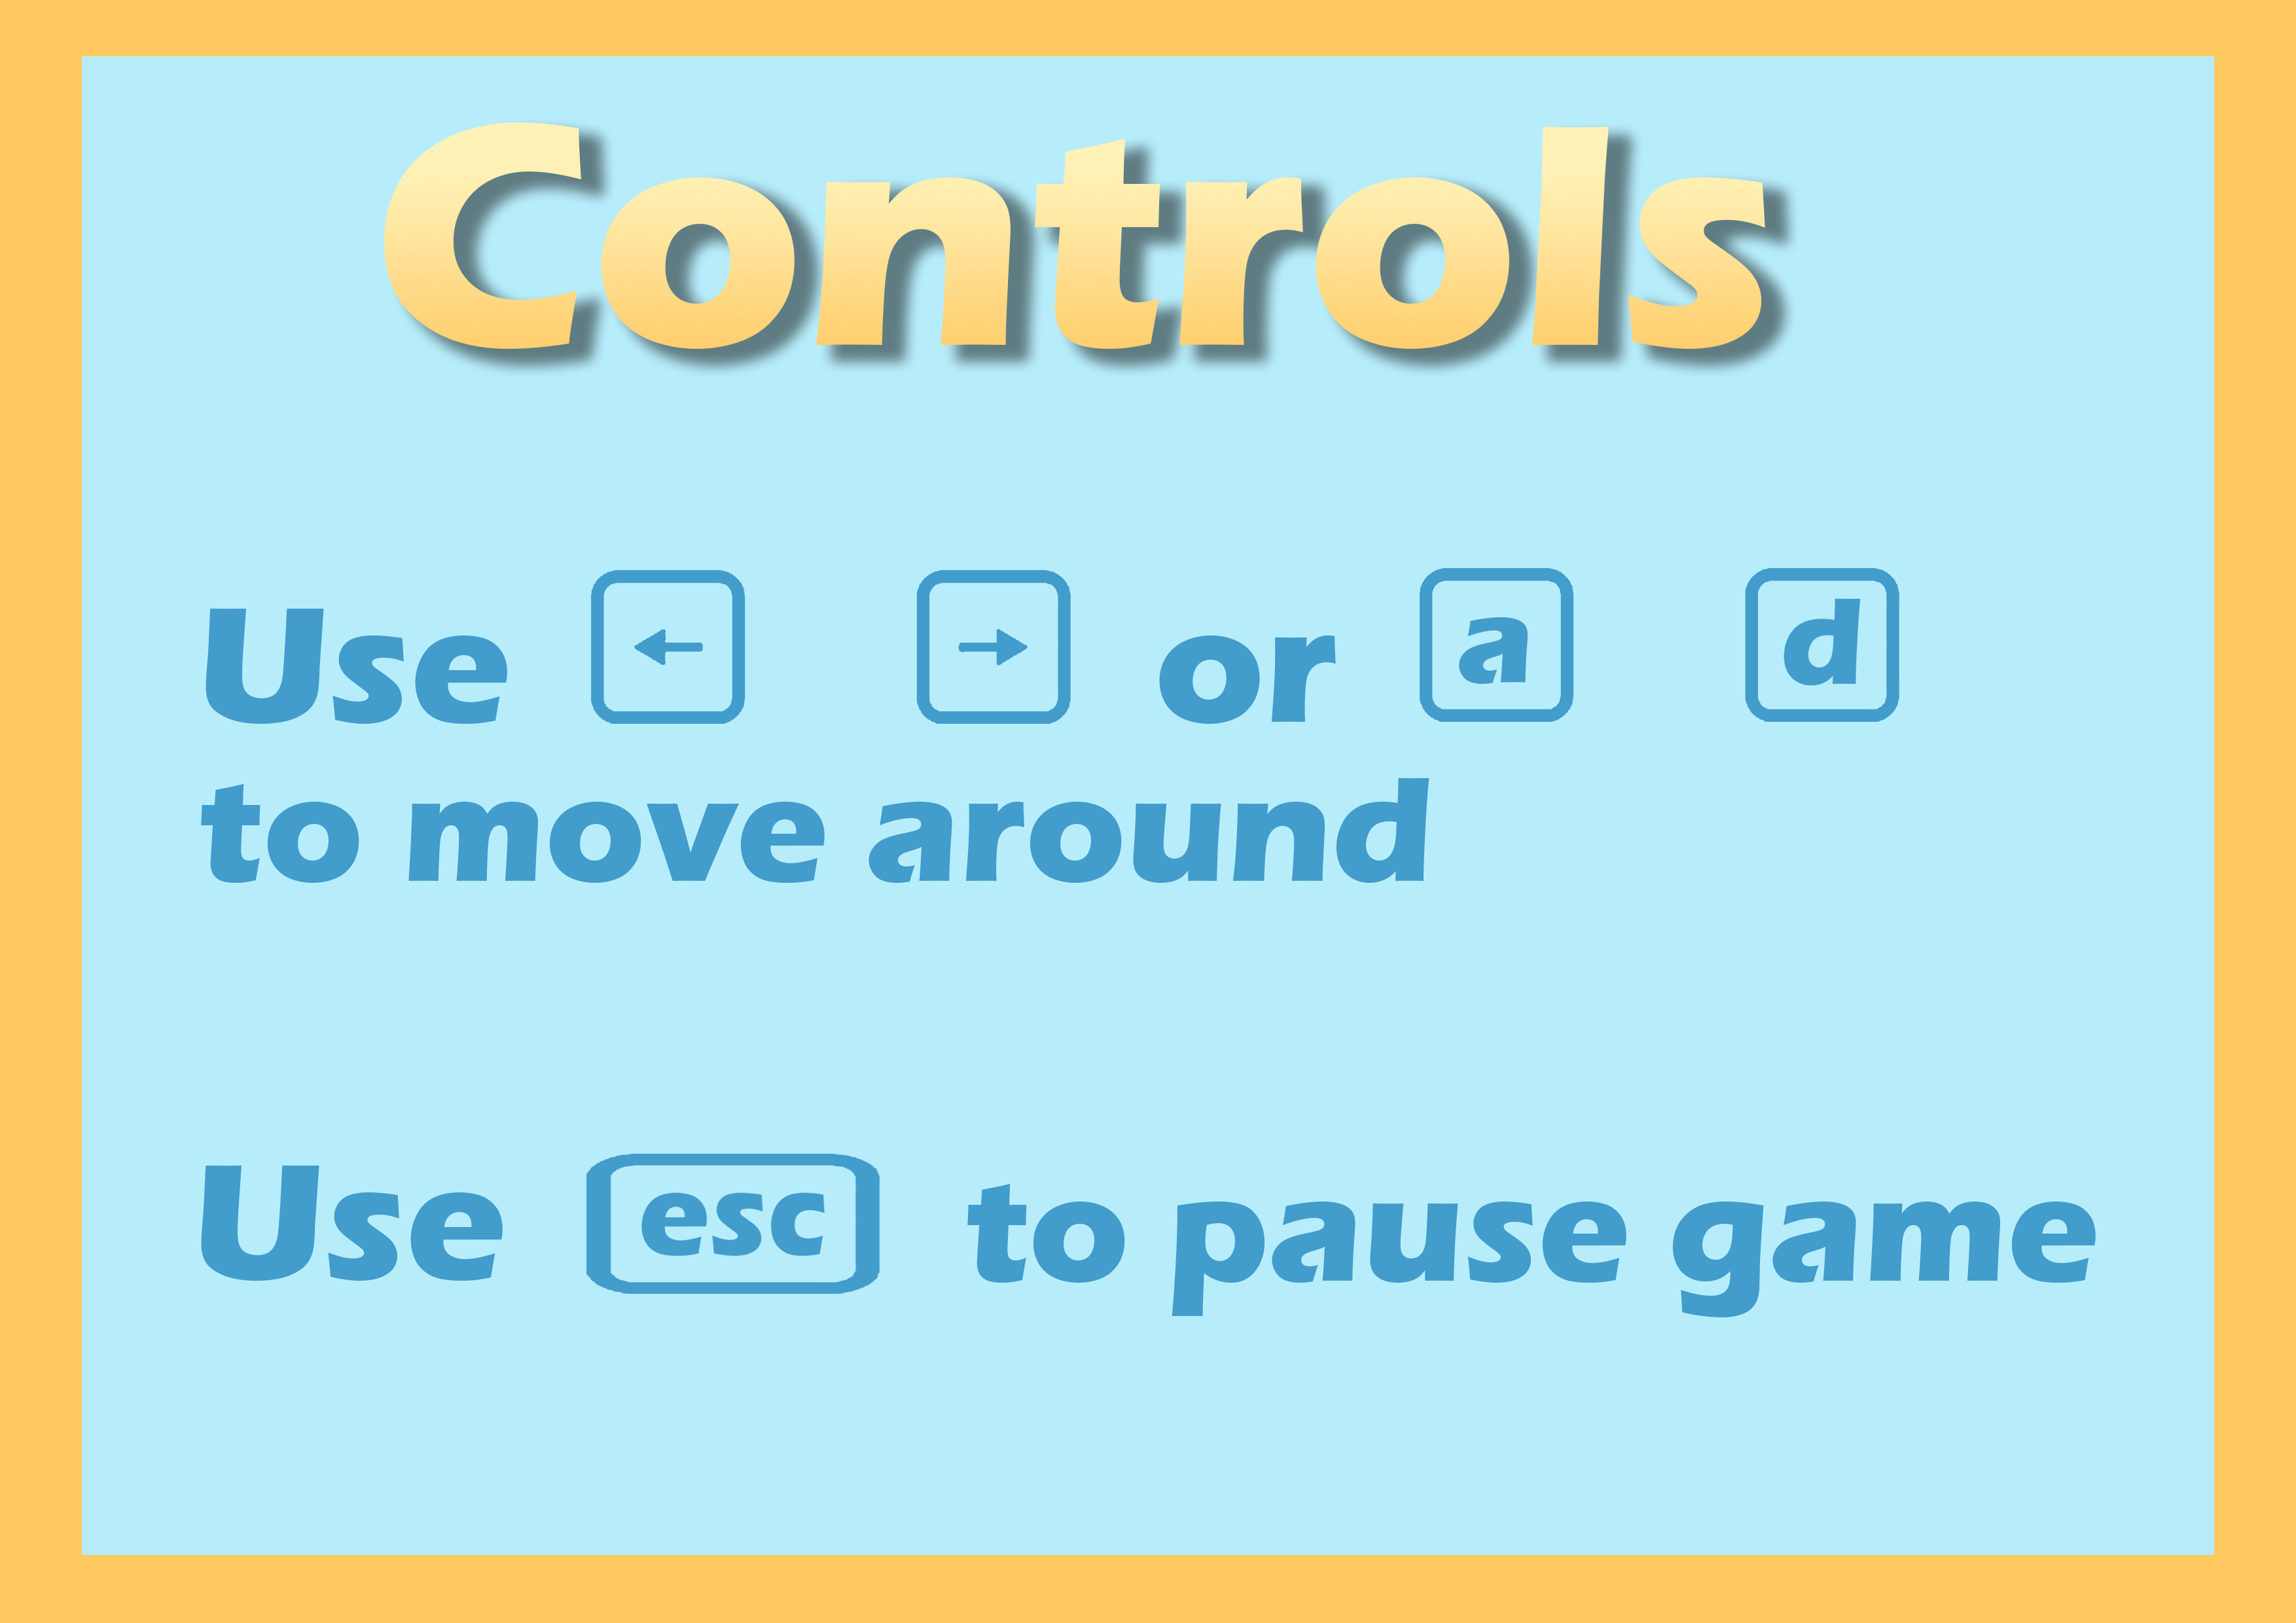 Controls
Use ← → or a d
to move around
Use esc to pause game